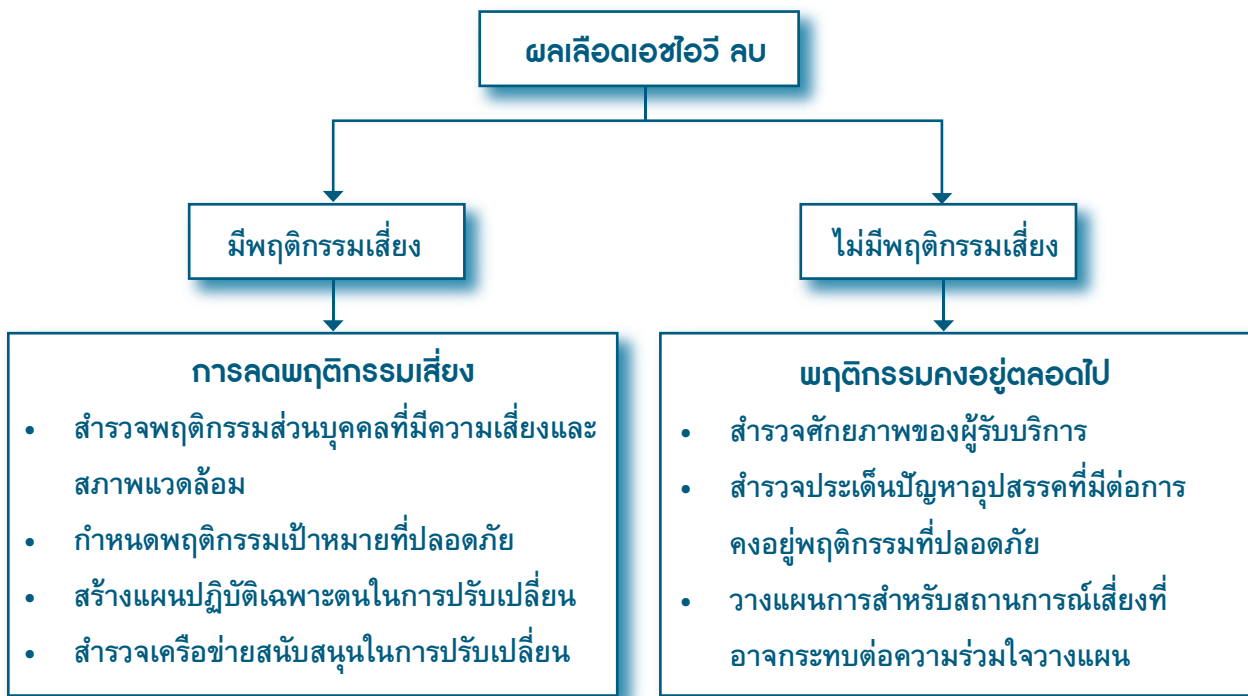 ผลเลือดเอชไอวี ลบ
มีพฤติกรรมเสี่ยง
ไม่มีพฤติกรรมเสี่ยง
การลดพฤติกรรมเสี่ยง
• สำรวจพฤติกรรมส่วนบุคคลที่มีความเสี่ยงและ
สภาพแวดล้อม
• กำหนดพฤติกรรมเป้าหมายที่ปลอดภัย
• สร้างแผนปฏิบัติเฉพาะตนในการปรับเปลี่ยน
• สำรวจเครือข่ายสนับสนุนในการปรับเปลี่ยน
พฤติกรรมคงอยู่ตลอดไป
• สำรวจศักยภาพของผู้รับบริการ
• สำรวจประเด็นปัญหาอุปสรรคที่มีต่อการ
คงอยู่พฤติกรรมที่ปลอดภัย
• วางแผนการสำหรับสถานการณ์เสี่ยงที่
อาจกระทบต่อความร่วมใจวางแผน